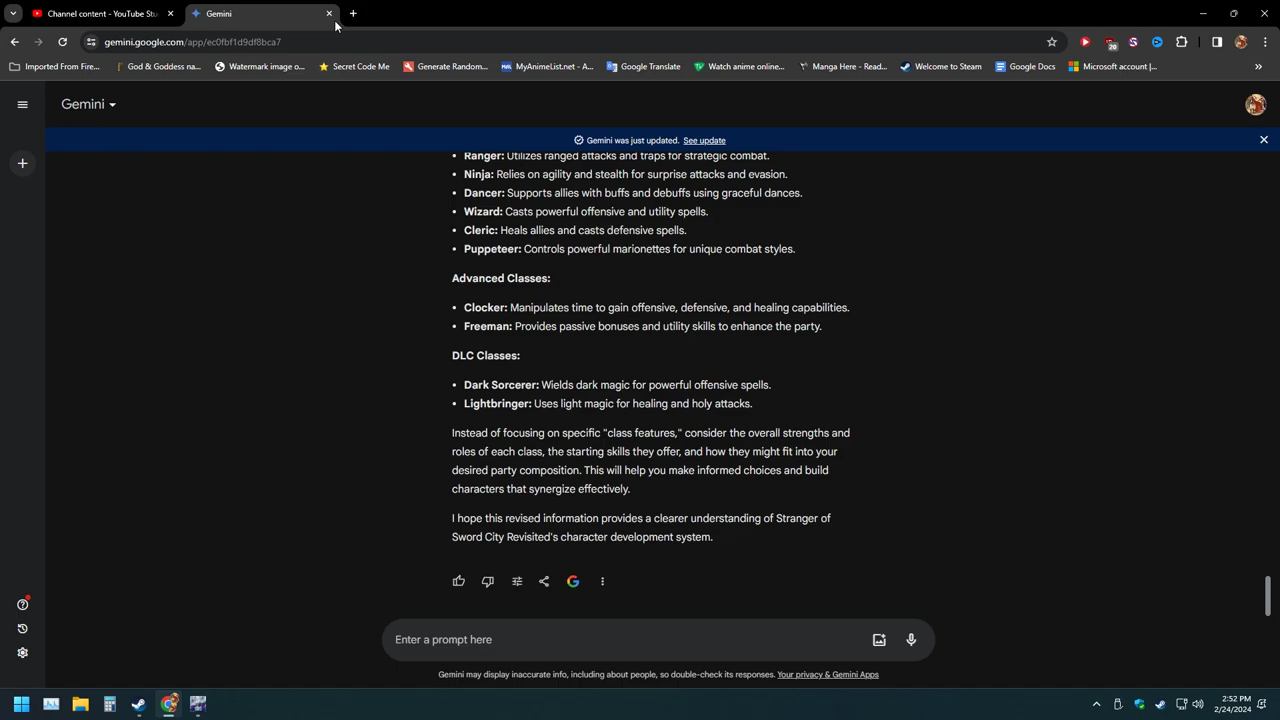 Channel content - YouTube Stu
Gemini
gemini.google.com/app/ec0fbf1d9df8bca7
20
Imported From Fire...
God & Goddess na...
Watermark image o...
Secret Code Me
Generate Random...
MyAnimeList.net - A...
Google Translate
Watch anime online...
Manga Here - Read...
Welcome to Steam
Google Docs
Microsoft account |...
Gemini
Gemini was just updated. See update
• Ranger: Utilizes ranged attacks and traps for strategic combat.
• Ninja: Relies on agility and stealth for surprise attacks and evasion.
• Dancer: Supports allies with buffs and debuffs using graceful dances.
• Wizard: Casts powerful offensive and utility spells.
• Cleric: Heals allies and casts defensive spells.
• Puppeteer: Controls powerful marionettes for unique combat styles.
Advanced Classes:
• Clocker: Manipulates time to gain offensive, defensive, and healing capabilities.
• Freeman: Provides passive bonuses and utility skills to enhance the party.
DLC Classes:
• Dark Sorcerer: Wields dark magic for powerful offensive spells.
• Lightbringer: Uses light magic for healing and holy attacks.
Instead of focusing on specific "class features," consider the overall strengths and
roles of each class, the starting skills they offer, and how they might fit into your
desired party composition. This will help you make informed choices and build
characters that synergize effectively.
I hope this revised information provides a clearer understanding of Stranger of
Sword City Revisited's character development system.
Enter a prompt here
Gemini may display inaccurate info, including about people, so double-check its responses. Your privacy & Gemini Apps
2:52 PM
2/24/2024